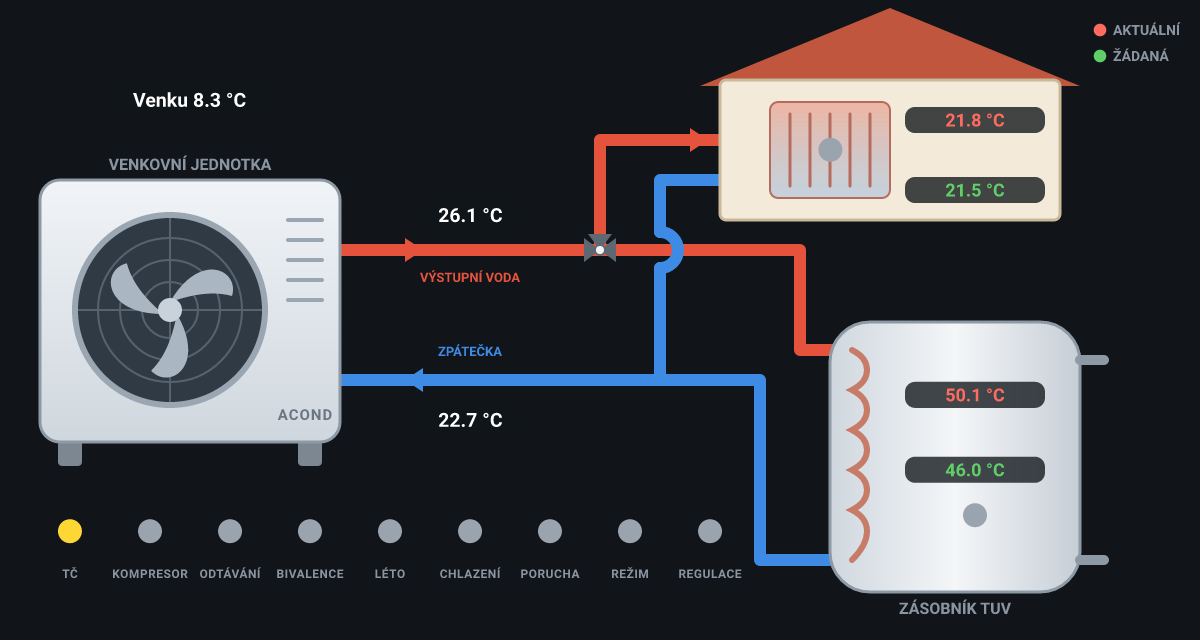 AKTUÁLNÍ
ŽÁDANÁ
Venku 8.3 °C
21.8 °C
21.5 °C
VENKOVNÍ JEDNOTKA
26.1 °C
VÝSTUPNÍ VODA
ZPÁTEČKA
22.7 °C
ACOND
50.1 °C
46.0 °C
TČ
KOMPRESOR
ODTÁVÁNÍ
BIVALENCE
LÉTO
CHLAZENÍ
PORUCHA
REŽIM
REGULACE
ZÁSOBNÍK TUV